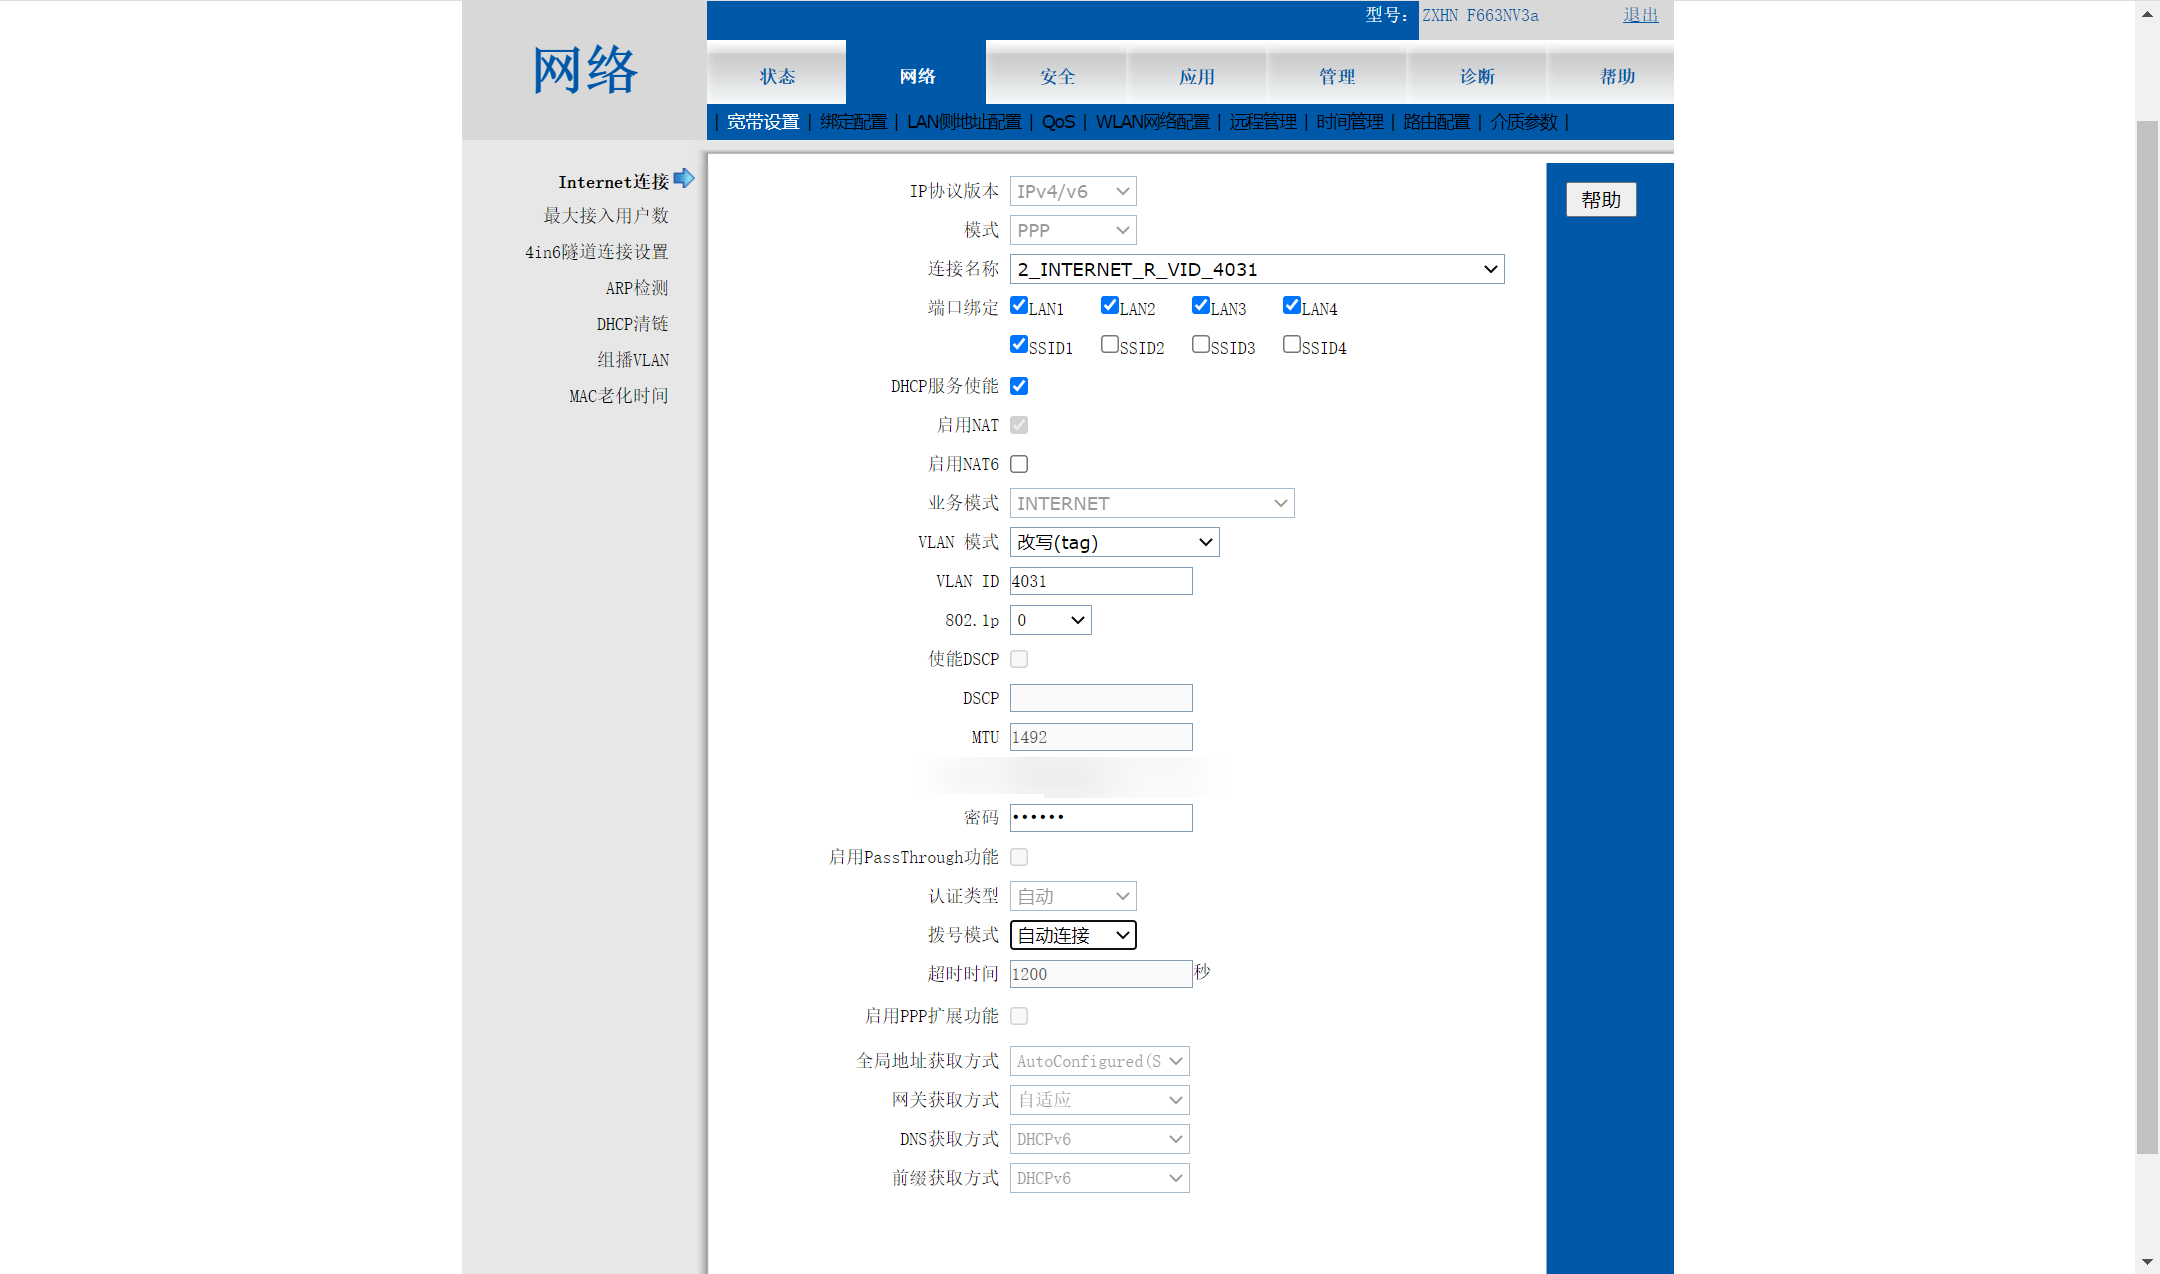 网络
型号: ZXHN F663NV3a 退出
状态 网络 安全 应用 管理 诊断 帮助
| 宽带设置 | 绑定配置 | LAN侧地址配置 | QoS | WLAN网络配置 | 远程管理 | 时间管理 | 路由配置 | 介质参数 |
Internet连接
最大接入用户数
4in6隧道连接设置
ARP检测
DHCP清链
组播VLAN
MAC老化时间
IP协议版本 IPv4/v6
模式 PPP
连接名称 2_INTERNET_R_VID_4031
端口绑定 LAN1 LAN2 LAN3 LAN4
SSID1 SSID2 SSID3 SSID4
DHCP服务使能
启用NAT
启用NAT6
业务模式 INTERNET
VLAN 模式 改写(tag)
VLAN ID 4031
802.1p 0
使能DSCP
DSCP
MTU 1492
密码 ••••••
启用PassThrough功能
认证类型 自动
拨号模式 自动连接
超时时间 1200 秒
启用PPP扩展功能
全局地址获取方式 AutoConfigured(S
网关获取方式 自适应
DNS获取方式 DHCPv6
前缀获取方式 DHCPv6
帮助